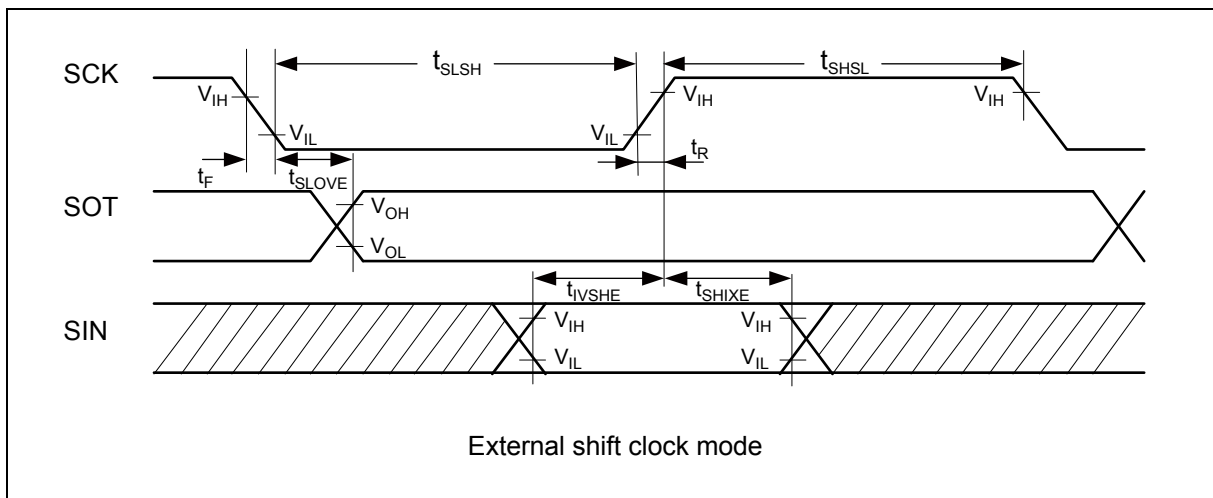 SCK
tSLSH
tSHSL
VIH
VIL
VIL
VIH
VIH
tF
tSLOVE
tR
SOT
VOH
VOL
tIVSHE
tSHIXE
SIN
VIH
VIL
VIH
VIL
External shift clock mode